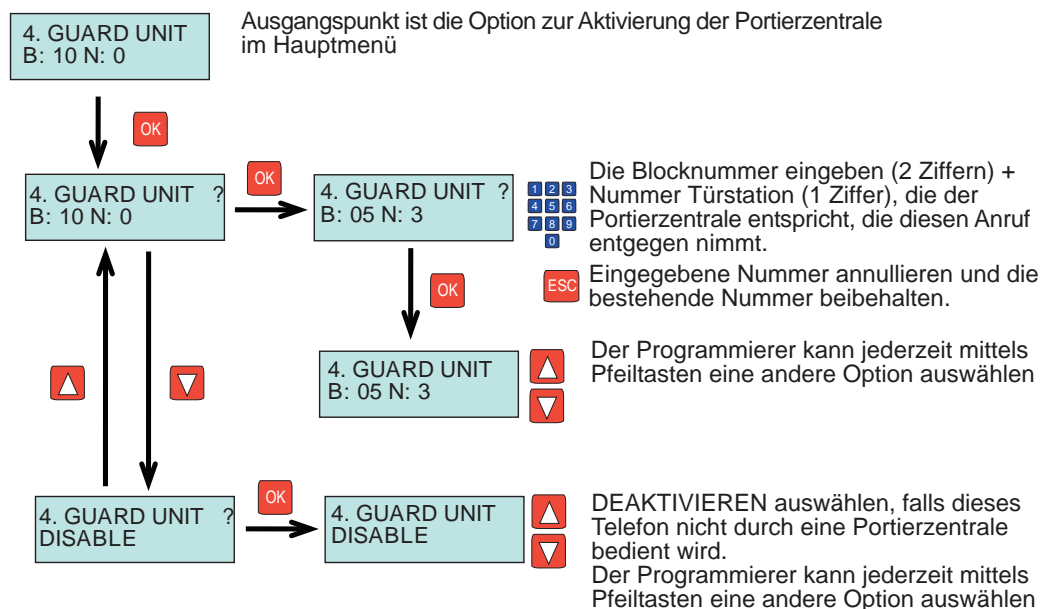 4. GUARD UNIT
B: 10 N: 0
Ausgangspunkt ist die Option zur Aktivierung der Portierzentrale
im Hauptmenü
OK
4. GUARD UNIT ?
B: 10 N: 0
OK
4. GUARD UNIT ?
B: 05 N: 3
1 2 3
4 5 6
7 8 9
0
Die Blocknummer eingeben (2 Ziffern) +
Nummer Türstation (1 Ziffer), die der
Portierzentrale entspricht, die diesen Anruf
entgegen nimmt.
ESC
Eingegebene Nummer annullieren und die
bestehende Nummer beibehalten.
OK
4. GUARD UNIT
B: 05 N: 3
Der Programmierer kann jederzeit mittels
Pfeiltasten eine andere Option auswählen
4. GUARD UNIT ?
DISABLE
OK
4. GUARD UNIT
DISABLE
DEAKTIVIEREN auswählen, falls dieses
Telefon nicht durch eine Portierzentrale
bedient wird.
Der Programmierer kann jederzeit mittels
Pfeiltasten eine andere Option auswählen